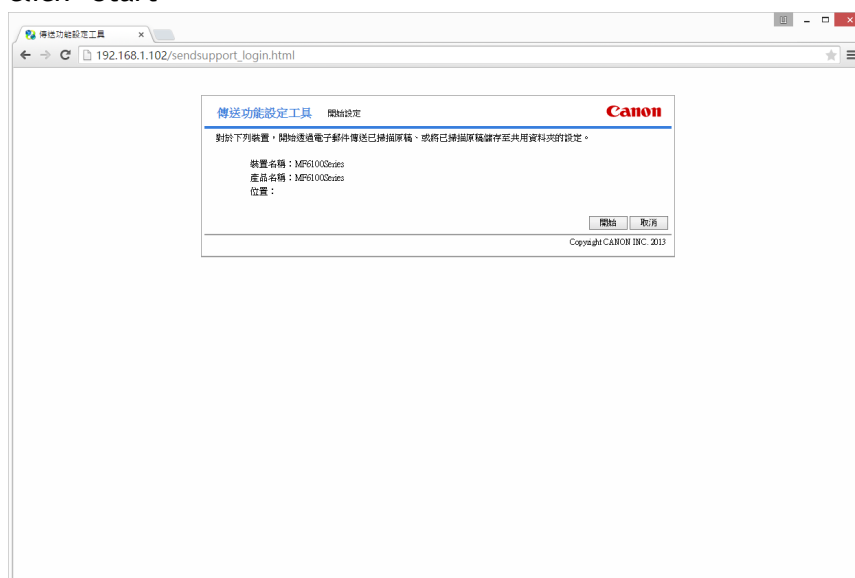 傳送功能設定工具
192.168.1.102/sendsupport_login.html
傳送功能設定工具 開始設定 Canon
對於下列裝置，開始透過電子郵件傳送已掃描原稿、或將已掃描原稿儲存至共用資料夾的設定。
裝置名稱：MF6100Series
產品名稱：MF6100Series
位置：
開始 取消
Copyright CANON INC. 2013